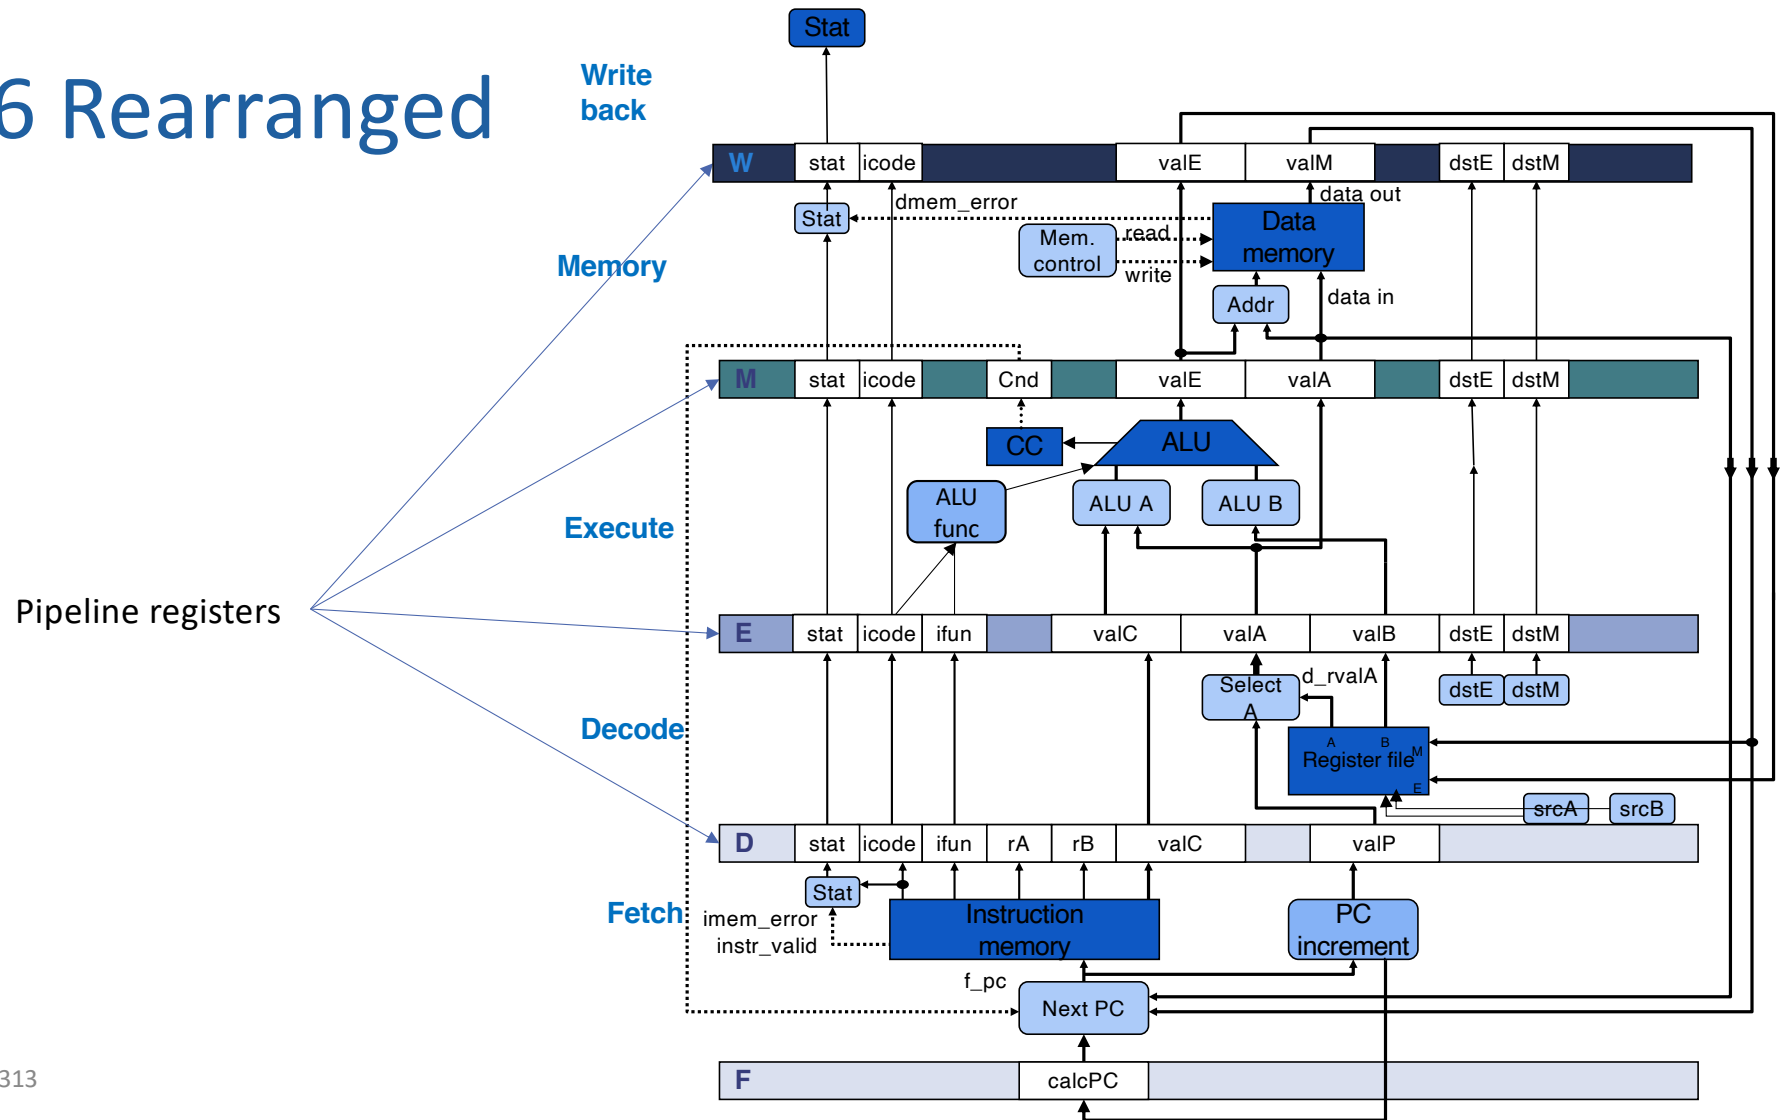 Stat
6 Rearranged
Write
back
W
stat
icode
valE
valM
dstE
dstM
Stat
dmem_error
data out
Data
memory
Mem.
control
read
write
Memory
Addr
data in
M
stat
icode
Cnd
valE
valA
dstE
dstM
CC
ALU
ALU
func
ALU A
ALU B
Execute
Pipeline registers
E
stat
icode
ifun
valC
valA
valB
dstE
dstM
Select
A
d_rvalA
dstE
dstM
Decode
A
B
Register file
M
E
srcA
srcB
D
stat
icode
ifun
rA
rB
valC
valP
Stat
Fetch
imem_error
instr_valid
Instruction
memory
PC
increment
f_pc
Next PC
313
F
calcPC